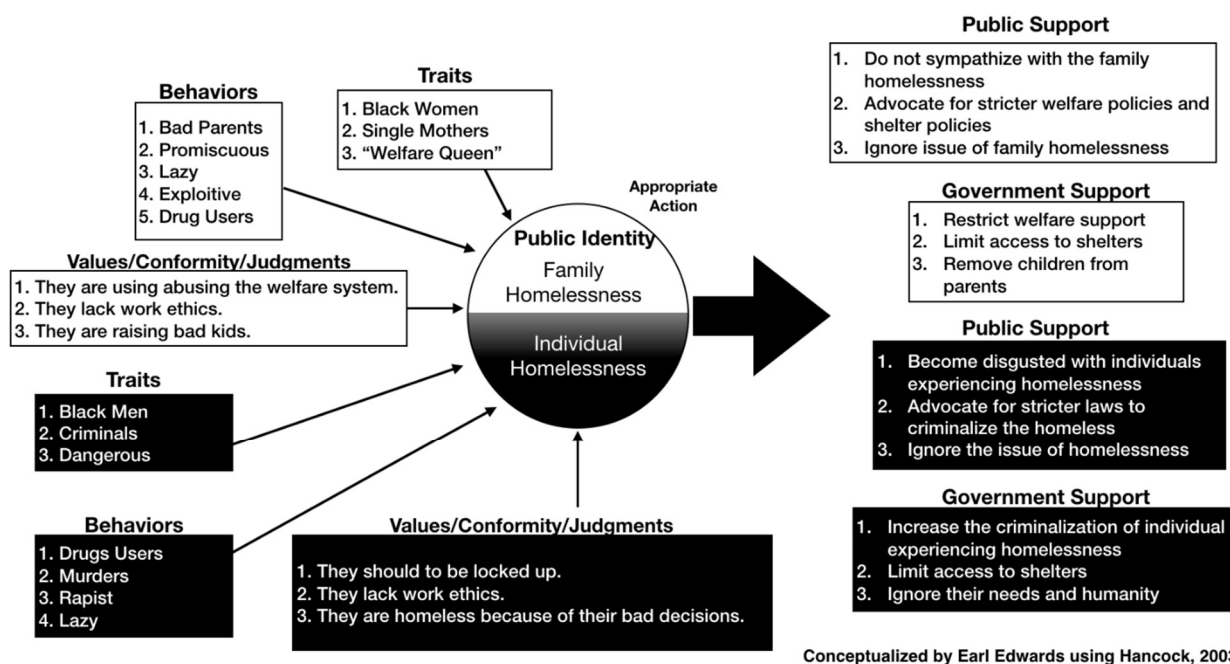 Traits
1. Black Women
2. Single Mothers
3. “Welfare Queen”
Behaviors
1. Bad Parents
2. Promiscuous
3. Lazy
4. Exploitive
5. Drug Users
Values/Conformity/Judgments
1. They are using abusing the welfare system.
2. They lack work ethics.
3. They are raising bad kids.
Traits
1. Black Men
2. Criminals
3. Dangerous
Behaviors
1. Drugs Users
2. Murders
3. Rapist
4. Lazy
Values/Conformity/Judgments
1. They should to be locked up.
2. They lack work ethics.
3. They are homeless because of their bad decisions.
Public Identity
Family
Homelessness
Individual
Homelessness
Appropriate
Action
Public Support
1. Do not sympathize with the family
homelessness
2. Advocate for stricter welfare policies and
shelter policies
3. Ignore issue of family homelessness
Government Support
1. Restrict welfare support
2. Limit access to shelters
3. Remove children from
parents
Public Support
1. Become disgusted with individuals
experiencing homelessness
2. Advocate for stricter laws to
criminalize the homeless
3. Ignore the issue of homelessness
Government Support
1. Increase the criminalization of individual
experiencing homelessness
2. Limit access to shelters
3. Ignore their needs and humanity
Conceptualized by Earl Edwards using Hancock,